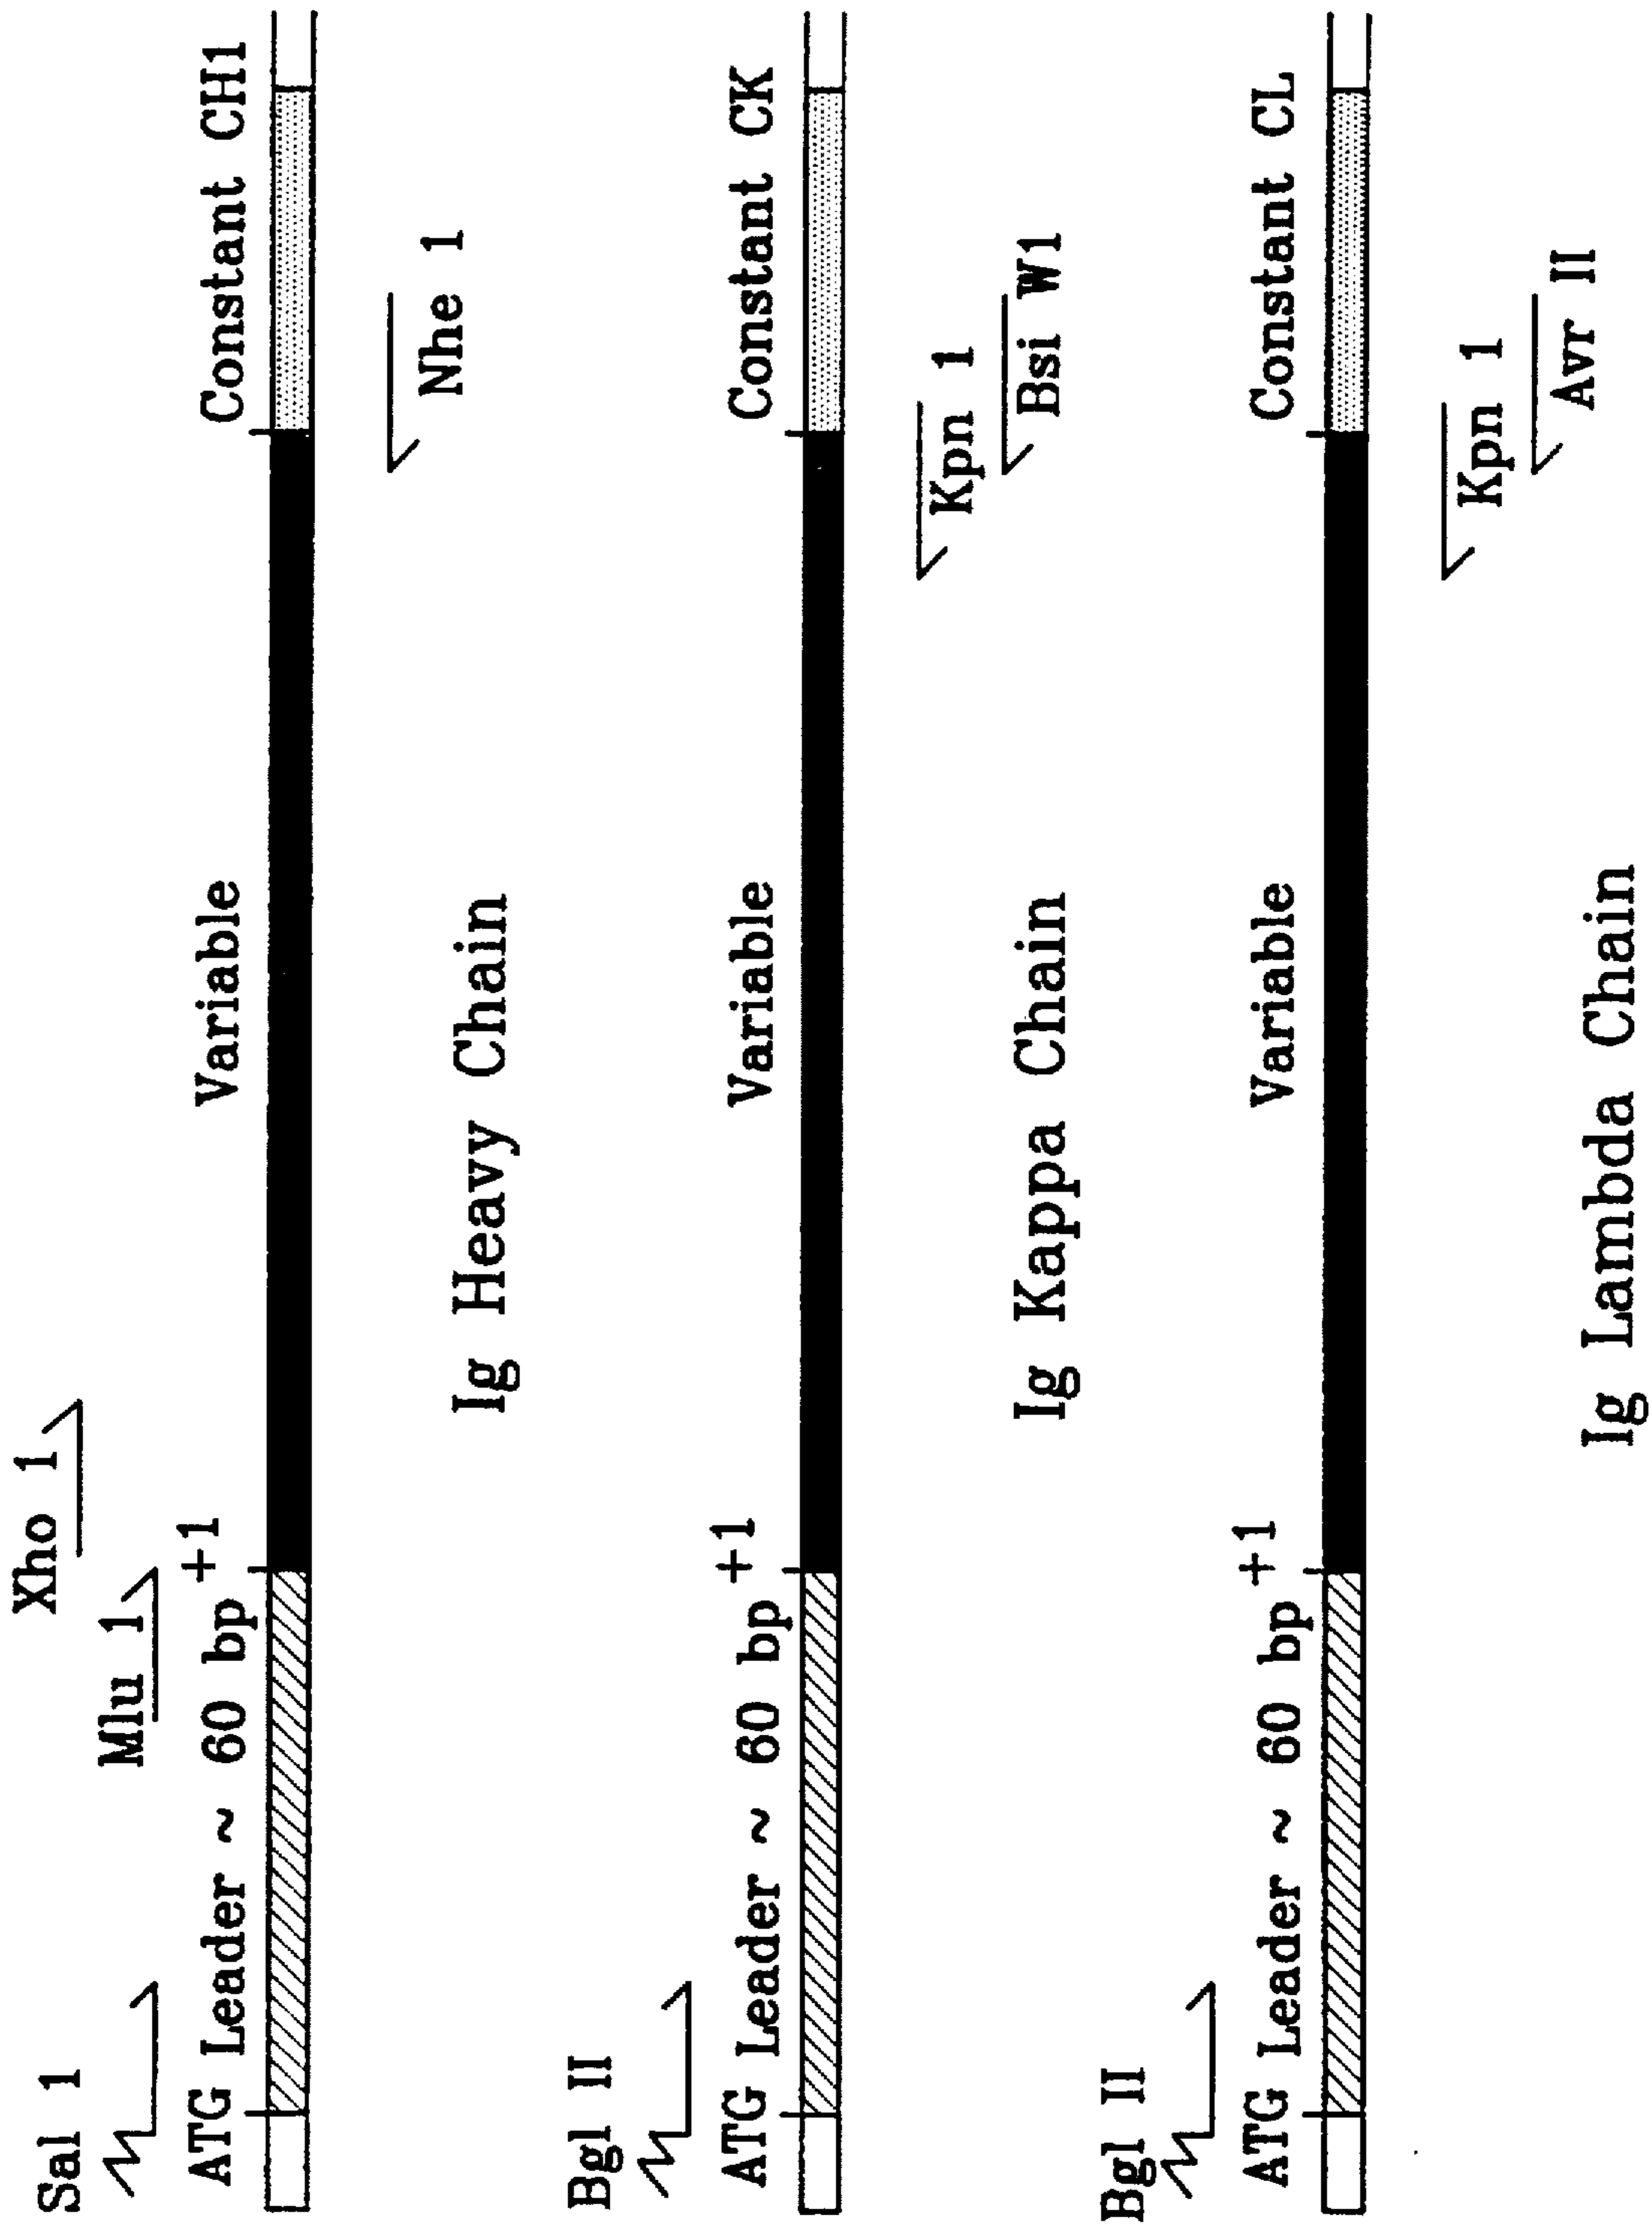 Xho 1
Sal 1
Mlu 1
ATG Leader ~ 60 bp +1
Variable
Constant CH1
Nhe 1
Ig Heavy Chain
Bgl II
ATG Leader ~ 60 bp +1
Variable
Constant CK
Kpn 1
Bsi W1
Ig Kappa Chain
Bgl II
ATG Leader ~ 60 bp +1
Variable
Constant CL
Kpn 1
Avr II
Ig Lambda Chain